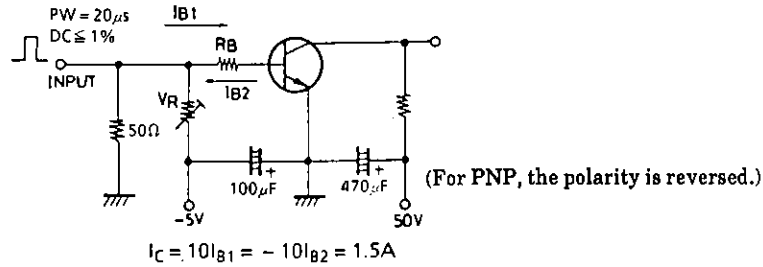 PW = 20μs
DC ≦ 1%
INPUT
IB1
RB
IB2
VR
50Ω
100μF
+
470μF
+
-5V
50V
(For PNP, the polarity is reversed.)
IC = 10IB1 = - 10IB2 = 1.5A